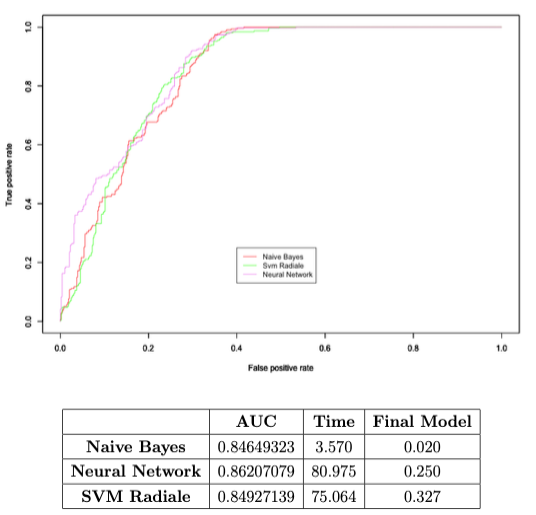 True positive rate
1.0
0.8
0.6
0.4
0.2
0.0
Naive Bayes
Svm Radiale
Neural Network
0.0 0.2 0.4 0.6 0.8 1.0
False positive rate
AUC Time Final Model
Naive Bayes 0.84649323 3.570 0.020
Neural Network 0.86207079 80.975 0.250
SVM Radiale 0.84927139 75.064 0.327